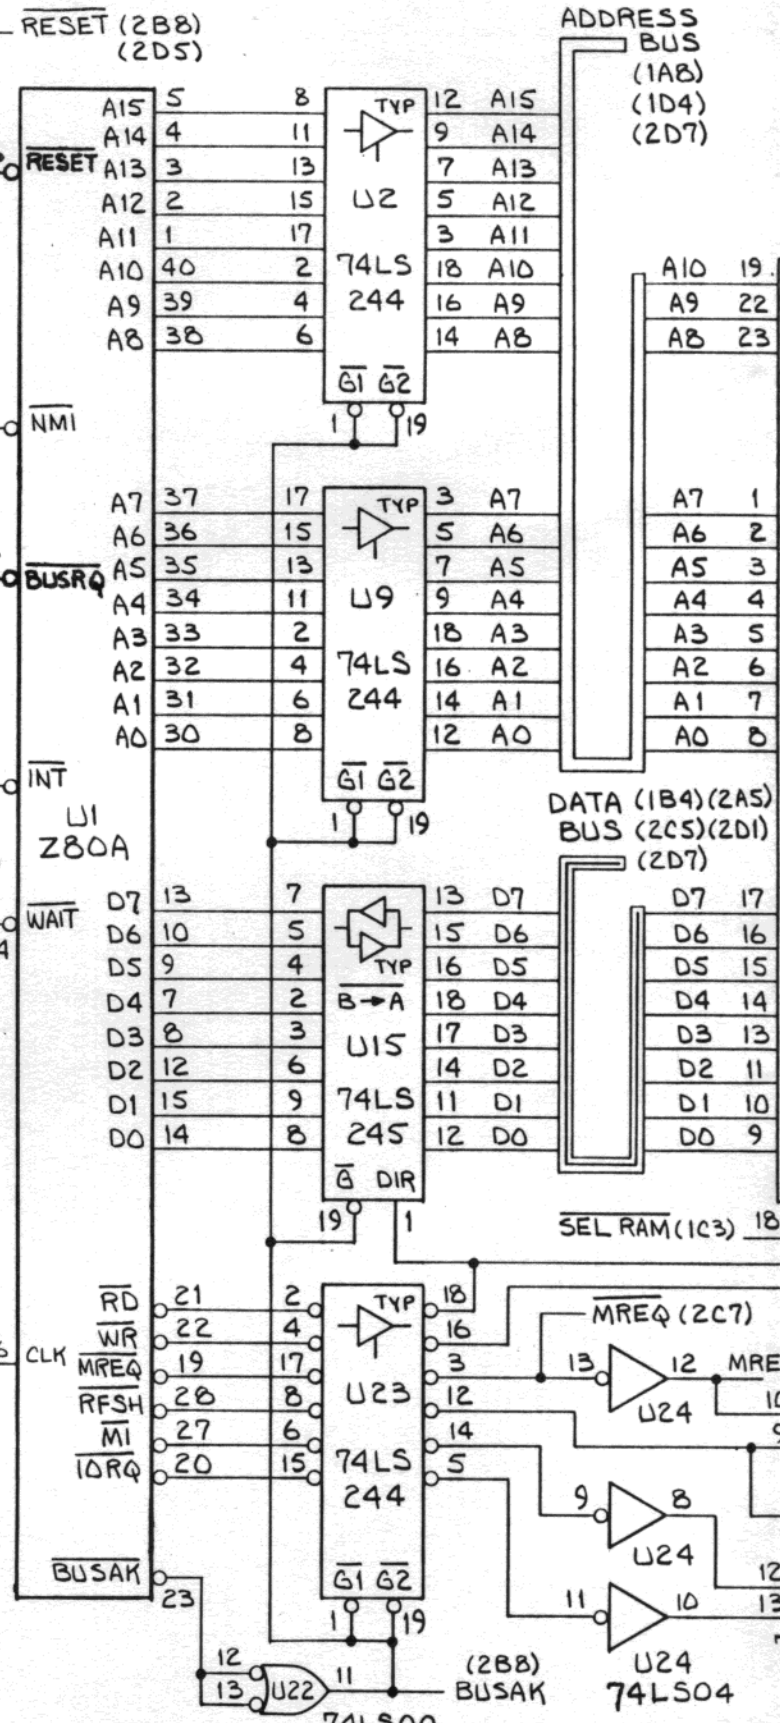 RESET (2B8)
(2D5)
ADDRESS
BUS
(1A8)
(1D4)
(2D7)
A15 5 8 TYP 12 A15
A14 4 11 9 A14
RESET A13 3 13 7 A13
A12 2 15 U2 5 A12
A11 1 17 3 A11
A10 40 2 74LS 18 A10 A10 19
A9 39 4 244 16 A9 A9 22
A8 38 6 14 A8 A8 23
G1 G2
NMI 1 19
A7 37 17 TYP 3 A7 A7 1
A6 36 15 5 A6 A6 2
BUSRQ A5 35 13 7 A5 A5 3
A4 34 11 U9 9 A4 A4 4
A3 33 2 18 A3 A3 5
A2 32 4 74LS 16 A2 A2 6
A1 31 6 244 14 A1 A1 7
A0 30 8 12 A0 A0 8
INT G1 G2
U1 1 19
Z80A
DATA (1B4)(2A5)
BUS (2C5)(2D1)
(2D7)
D7 13 7 13 D7 D7 17
WAIT D6 10 5 15 D6 D6 16
4
D5 9 4 TYP 16 D5 D5 15
D4 7 2 B→A 18 D4 D4 14
D3 8 3 U15 17 D3 D3 13
D2 12 6 14 D2 D2 11
D1 15 9 74LS 11 D1 D1 10
D0 14 8 245 12 D0 D0 9
G DIR
19 1
SEL RAM (1C3) 18
RD 21 2 TYP 18
MREQ (2C7)
WR 22 4 16
CLK
MREQ 19 17 3 13 12 MRE
RFSH 28 8 U23 12 U24 10
9
M1 27 6 14
IORQ 20 15 74LS 5
244 9 8
U24
BUSAK G1 G2 12
23 1 19 11 10 13
12 U24
13 U22 11 (2B8) 74LS04
BUSAK